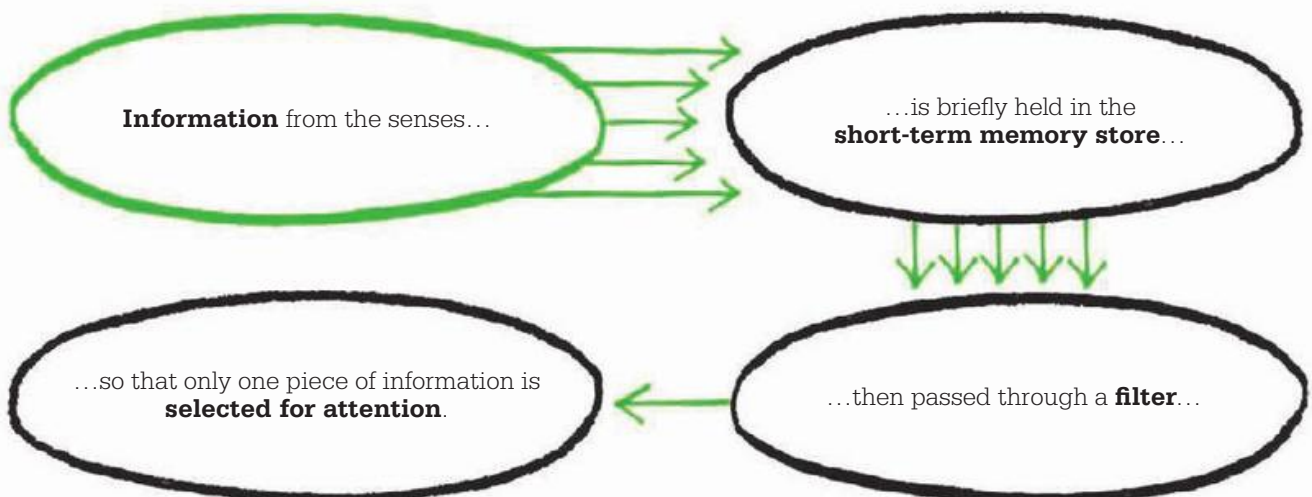 Information from the senses…
…is briefly held in the
short-term memory store…
…then passed through a filter…
…so that only one piece of information is
selected for attention.